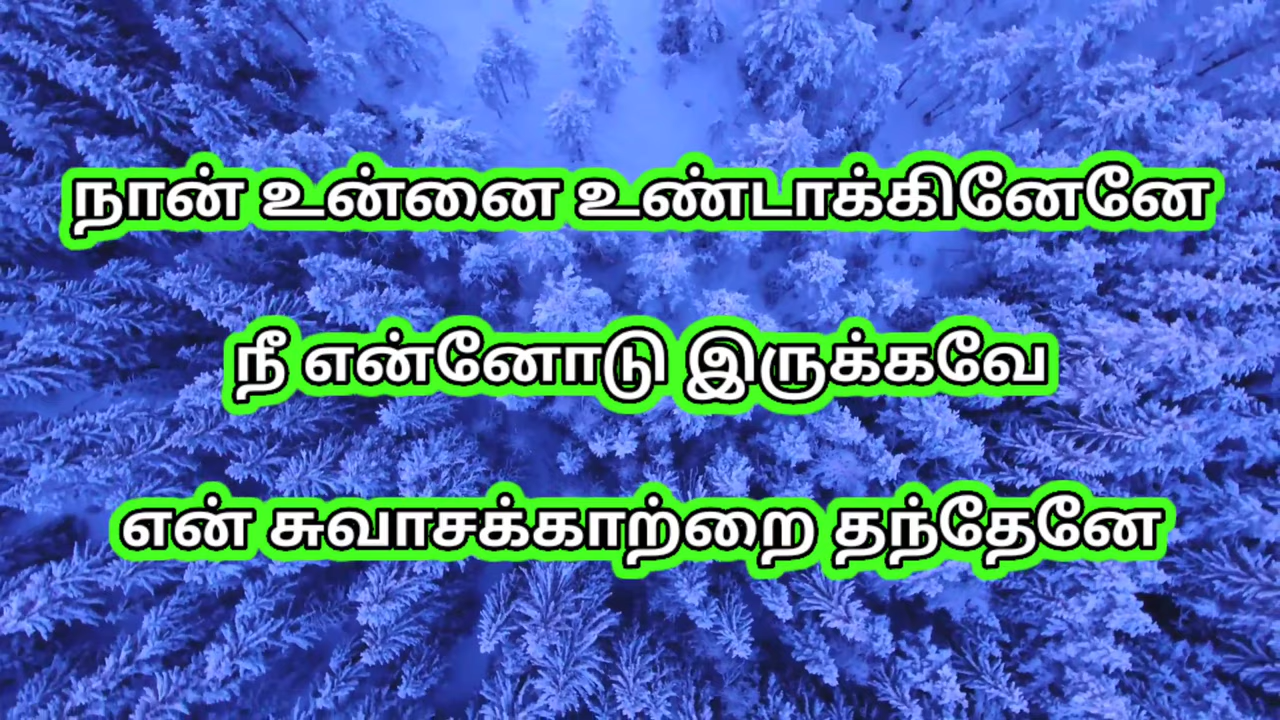 நான் உன்னை உண்டாக்கினேனே
நீ என்னோடு இருக்கவே
என் சுவாசக்காற்றை தந்தேனே